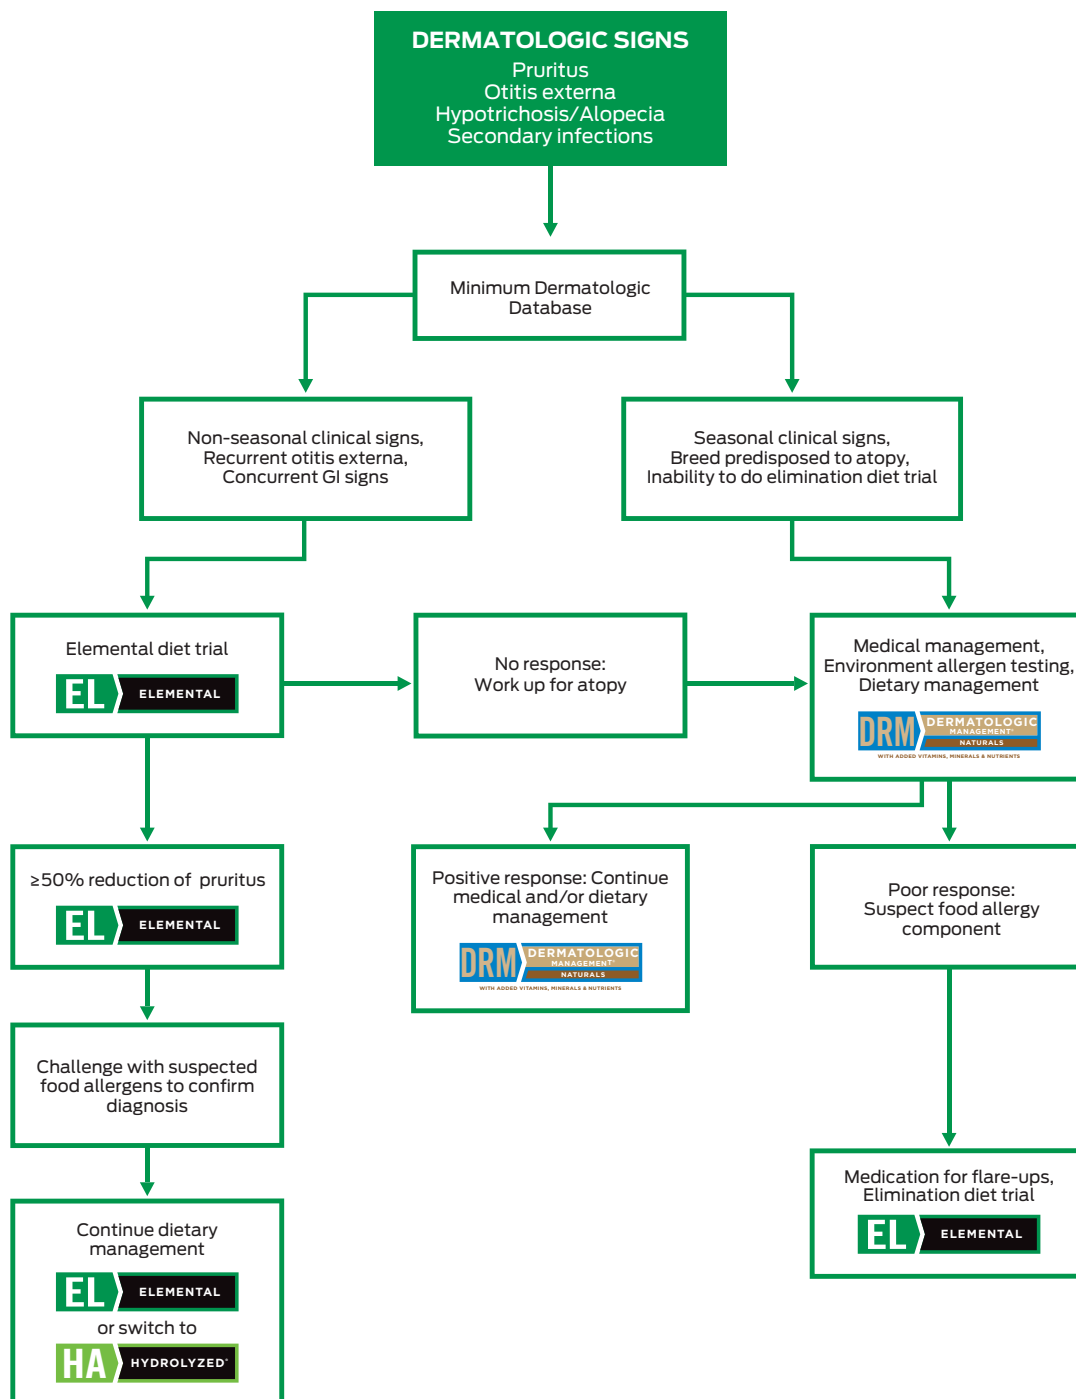 DERMATOLOGIC SIGNS
Pruritus
Otitis externa
Hypotrichosis/Alopecia
Secondary infections
Minimum Dermatologic
Database
Non-seasonal clinical signs,
Recurrent otitis externa,
Concurrent GI signs
Seasonal clinical signs,
Breed predisposed to atopy,
Inability to do elimination diet trial
Elemental diet trial
EL ELEMENTAL
No response:
Work up for atopy
Medical management,
Environment allergen testing,
Dietary management
DRM DERMATOLOGIC
MANAGEMENT®
NATURALS
WITH ADDED VITAMINS, MINERALS & NUTRIENTS
≥50% reduction of pruritus
EL ELEMENTAL
Positive response: Continue
medical and/or dietary
management
DRM DERMATOLOGIC
MANAGEMENT®
NATURALS
WITH ADDED VITAMINS, MINERALS & NUTRIENTS
Poor response:
Suspect food allergy
component
Challenge with suspected
food allergens to confirm
diagnosis
Medication for flare-ups,
Elimination diet trial
EL ELEMENTAL
Continue dietary
management
EL ELEMENTAL
or switch to
HA HYDROLYZED®